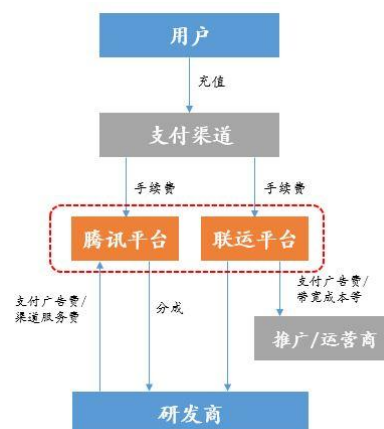 用户
充值
支付渠道
手续费
手续费
腾讯平台
联运平台
支付广告费/
渠道服务费
分成
支付广告费/
带宽成本等
推广/运营商
研发商